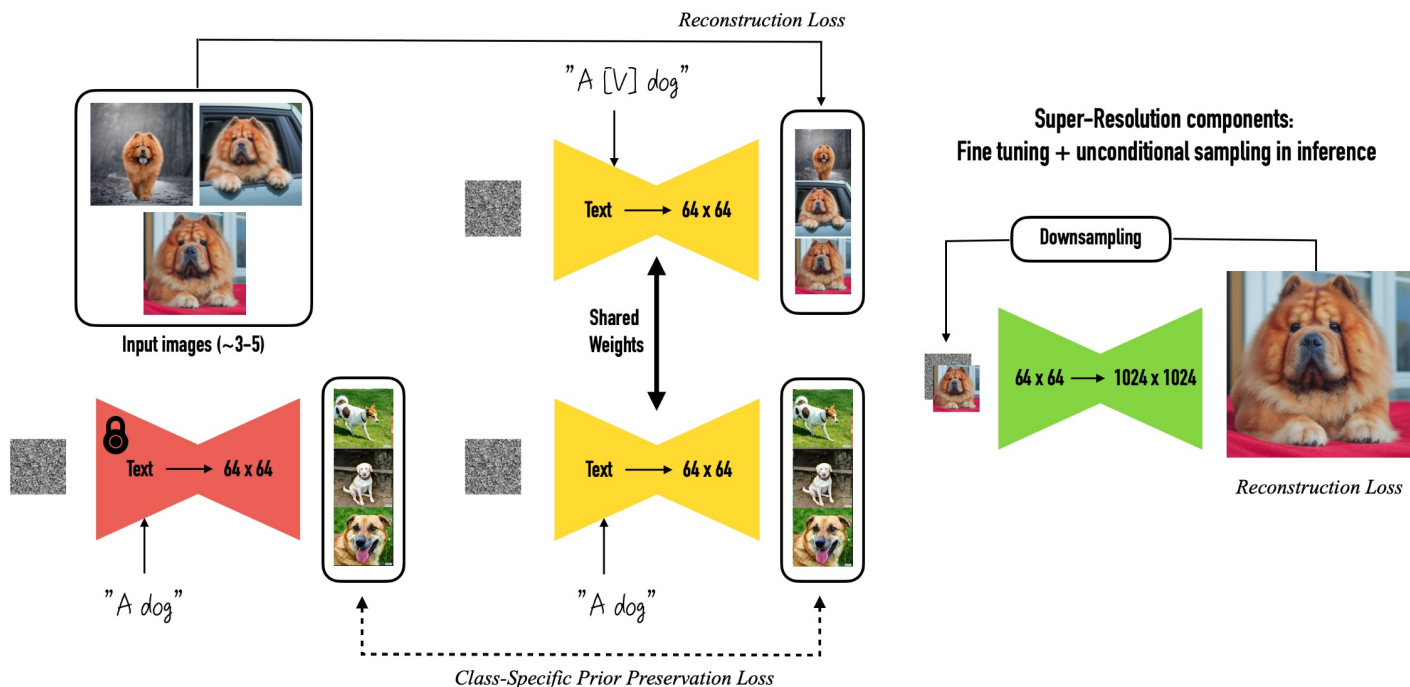 Reconstruction Loss
"A [V] dog"
Text → 64 x 64
Input images (~3-5)
Shared
Weights
Text → 64 x 64
"A dog"
Text → 64 x 64
"A dog"
Class-Specific Prior Preservation Loss
Super-Resolution components:
Fine tuning + unconditional sampling in inference
Downsampling
64 x 64 → 1024 x 1024
Reconstruction Loss